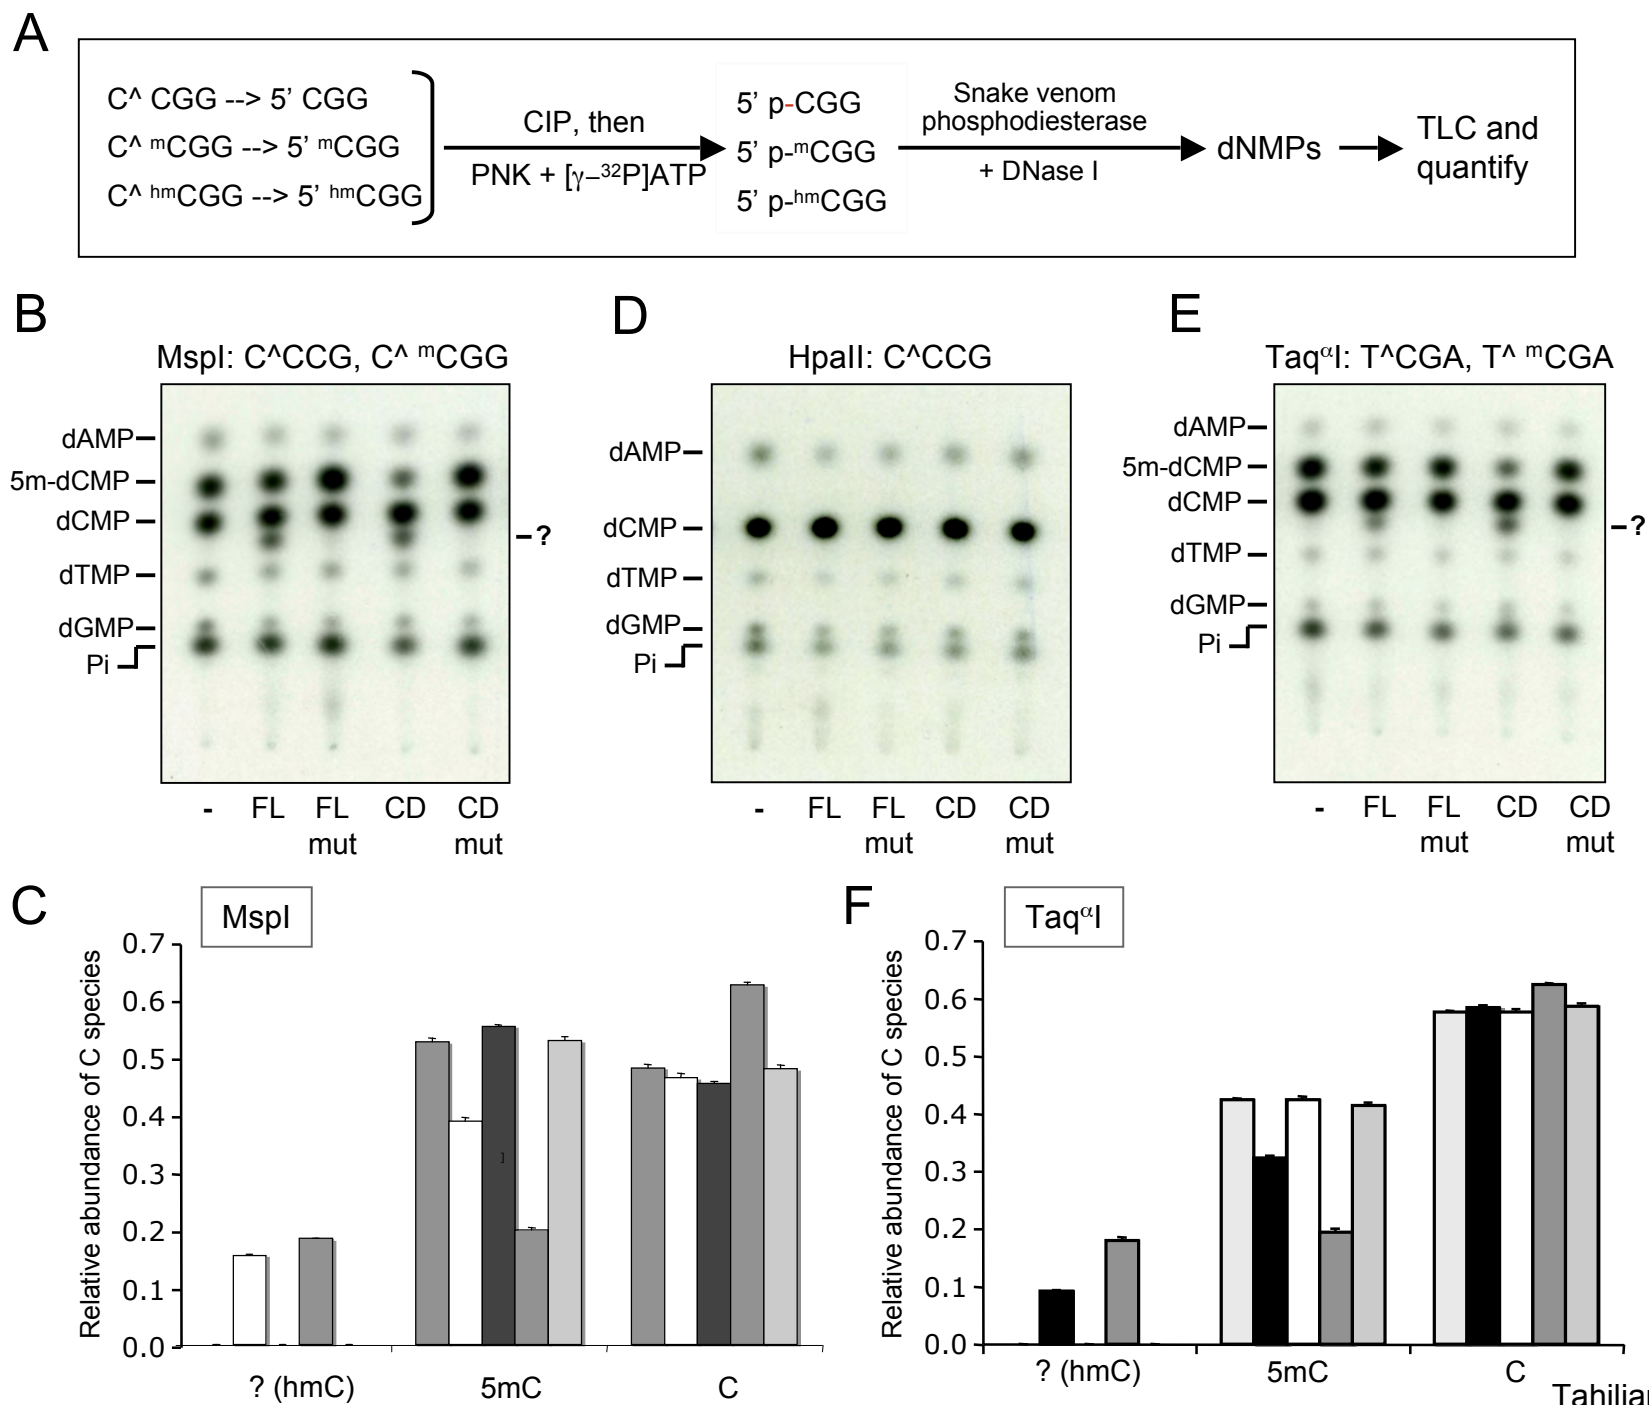 A
C^ CGG --> 5' CGG
C^ mCGG --> 5' mCGG
C^ hmCGG --> 5' hmCGG
CIP, then
PNK + [γ–32P]ATP
5' p-CGG
5' p-mCGG
5' p-hmCGG
Snake venom
phosphodiesterase
+ DNase I
dNMPs
TLC and
quantify
B
MspI: C^CCG, C^ mCGG
dAMP
5m-dCMP
dCMP
?
dTMP
dGMP
Pi
- FL FL CD CD
mut mut
D
HpaII: C^CCG
dAMP
dCMP
dTMP
dGMP
Pi
- FL FL CD CD
mut mut
E
TaqαI: T^CGA, T^ mCGA
dAMP
5m-dCMP
dCMP
?
dTMP
dGMP
Pi
- FL FL CD CD
mut mut
C
MspI
Relative abundance of C species
0.7
0.6
0.5
0.4
0.3
0.2
0.1
0.0
]
? (hmC) 5mC C
F
TaqαI
Relative abundance of C species
0.7
0.6
0.5
0.4
0.3
0.2
0.1
0.0
? (hmC) 5mC C